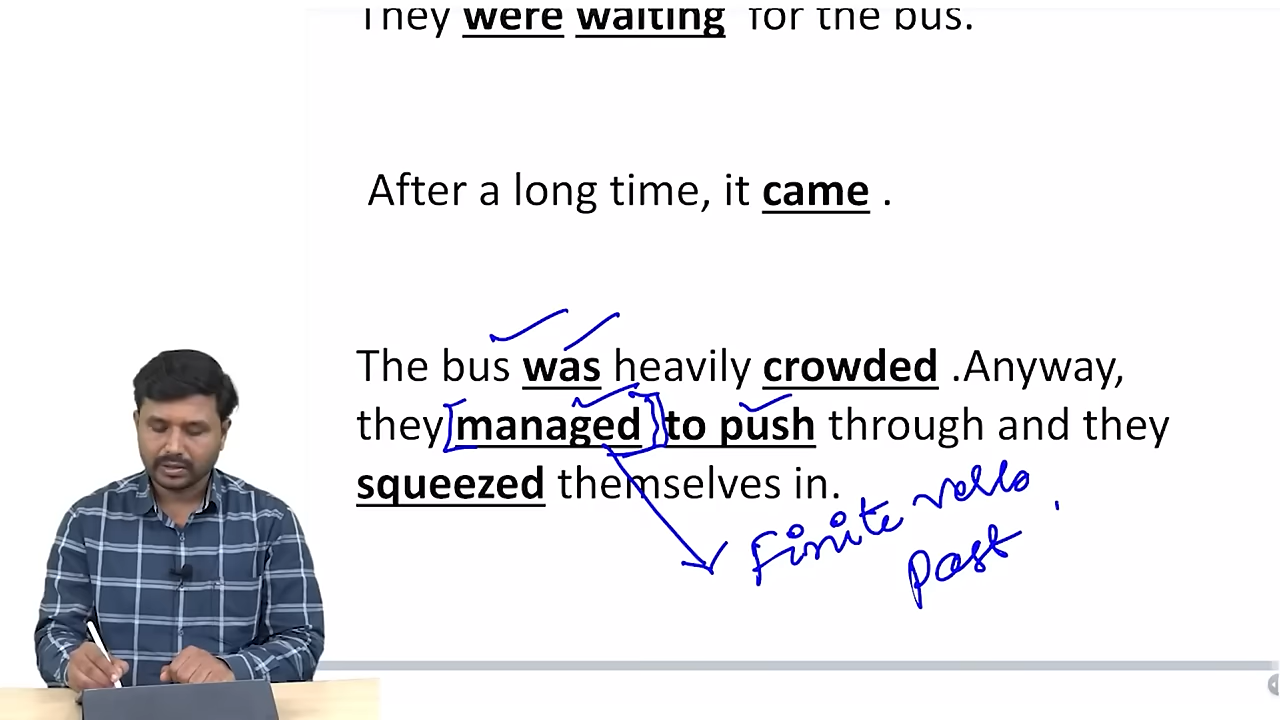 They were waiting for the bus.
After a long time, it came .
The bus was heavily crowded .Anyway,
they managed to push through and they
squeezed themselves in.
Finite verb
Past